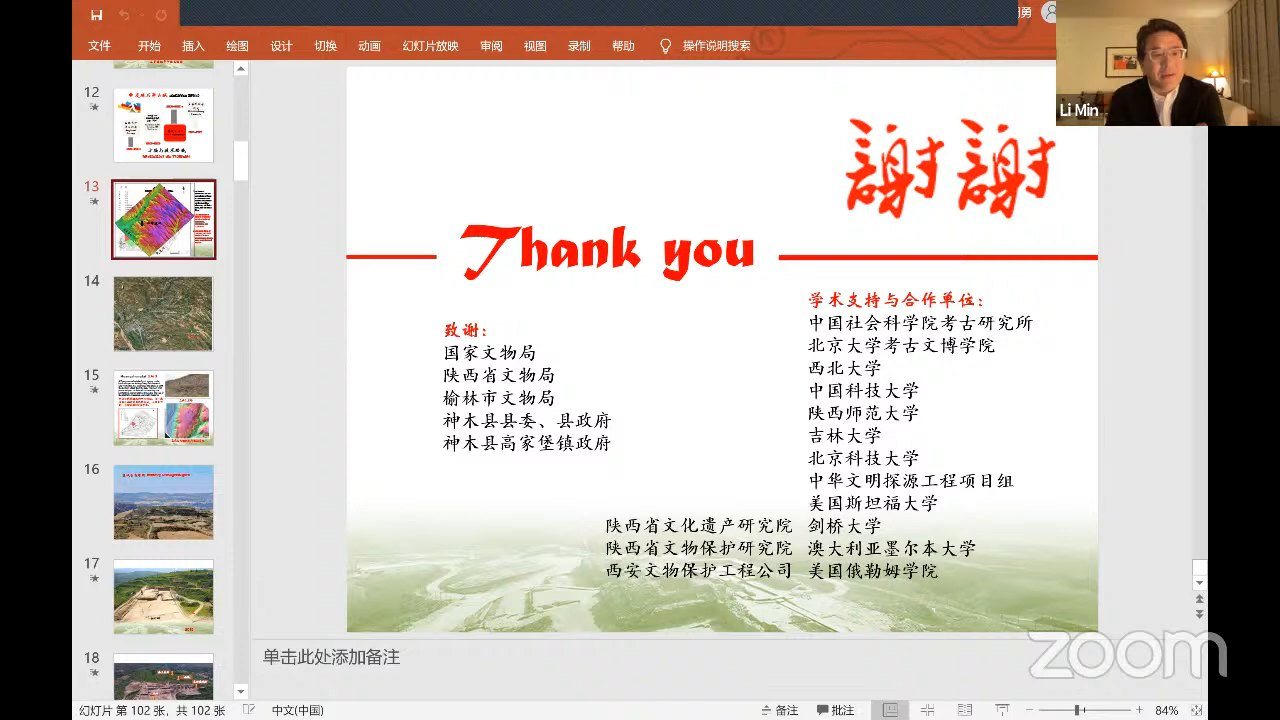 勇
文件 开始 插入 绘图 设计 切换 动画 幻灯片放映 审阅 视图 录制 帮助 操作说明搜索
Li Min
12
13
14
15
16
17
18
謝謝
Thank you
致谢：
国家文物局
陕西省文物局
榆林市文物局
神木县县委、县政府
神木县高家堡镇政府
学术支持与合作单位：
中国社会科学院考古研究所
北京大学考古文博学院
西北大学
中国科技大学
陕西师范大学
吉林大学
北京科技大学
中华文明探源工程项目组
美国斯坦福大学
陕西省文化遗产研究院 剑桥大学
陕西省文物保护研究院 澳大利亚墨尔本大学
西安文物保护工程公司 美国俄勒姆学院
单击此处添加备注
zoom
幻灯片 第 102 张，共 102 张 中文(中国) 备注 批注 84%